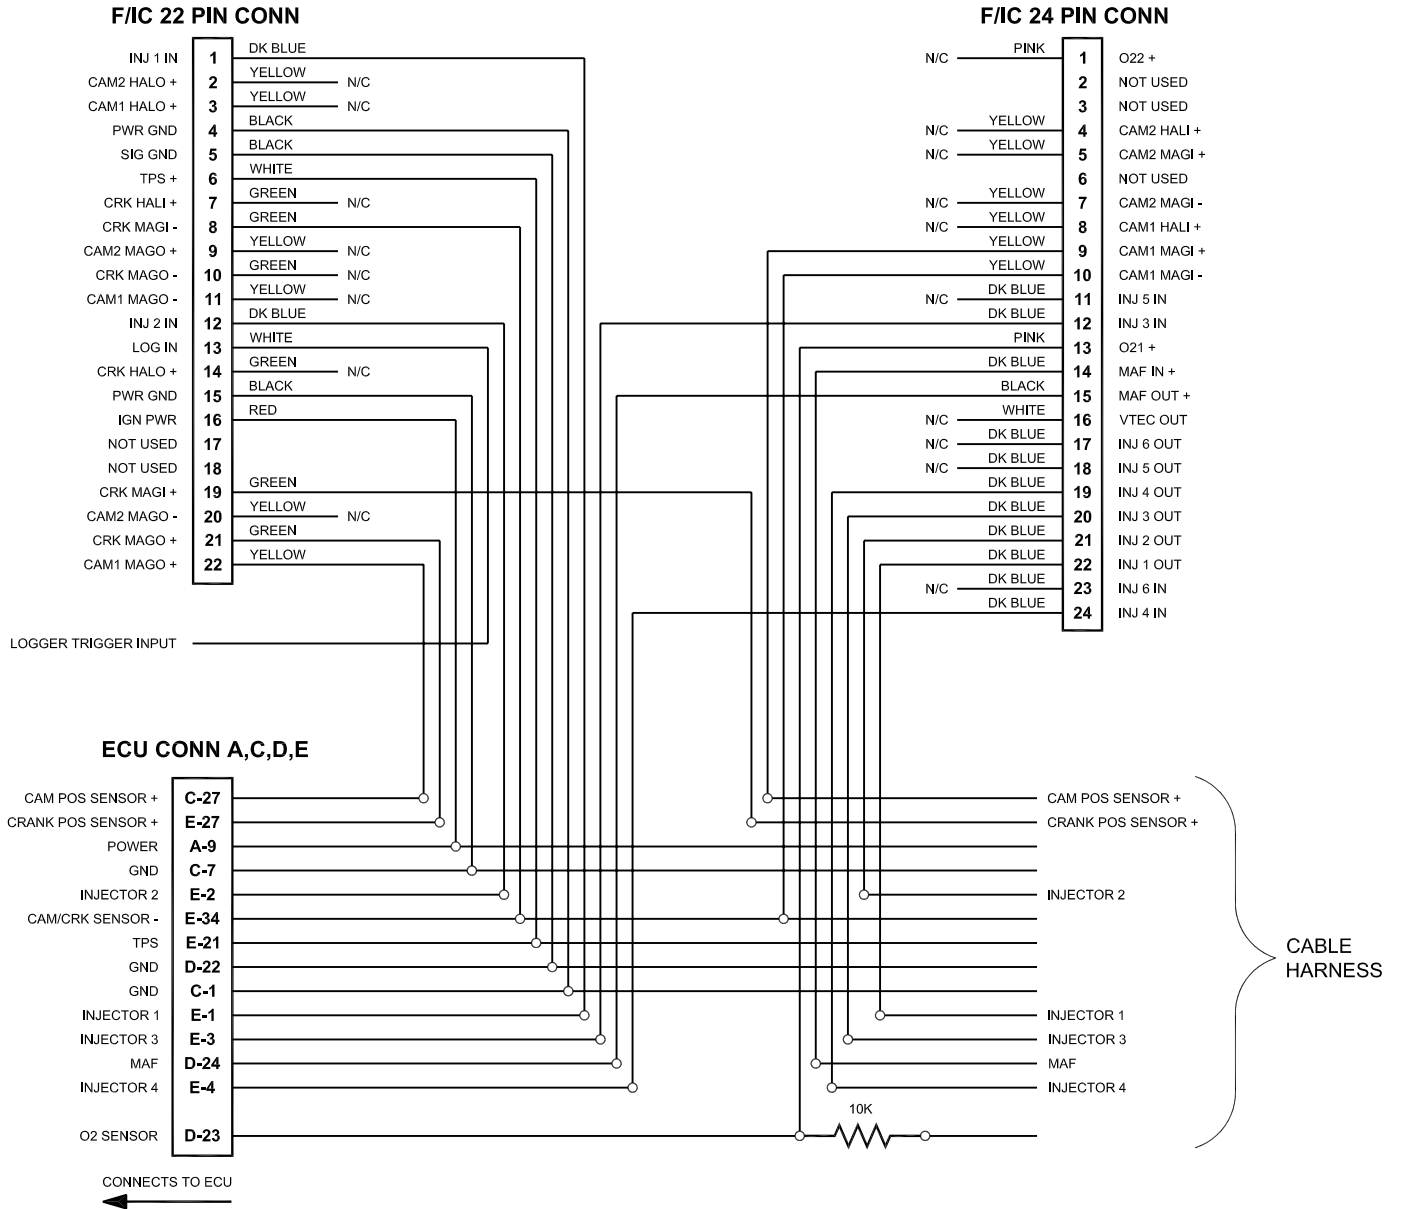 F/IC 22 PIN CONN
INJ 1 IN 1 DK BLUE
CAM2 HALO + 2 YELLOW N/C
CAM1 HALO + 3 YELLOW N/C
PWR GND 4 BLACK
SIG GND 5 BLACK
TPS + 6 WHITE
CRK HALI + 7 GREEN N/C
CRK MAGI - 8 GREEN
CAM2 MAGO + 9 YELLOW N/C
CRK MAGO - 10 GREEN N/C
CAM1 MAGO - 11 YELLOW N/C
INJ 2 IN 12 DK BLUE
LOG IN 13 WHITE
CRK HALO + 14 GREEN N/C
PWR GND 15 BLACK
IGN PWR 16 RED
NOT USED 17
NOT USED 18
CRK MAGI + 19 GREEN
CAM2 MAGO - 20 YELLOW N/C
CRK MAGO + 21 GREEN
CAM1 MAGO + 22 YELLOW
LOGGER TRIGGER INPUT
F/IC 24 PIN CONN
N/C PINK 1 O22 +
2 NOT USED
3 NOT USED
N/C YELLOW 4 CAM2 HALI +
N/C YELLOW 5 CAM2 MAGI +
6 NOT USED
N/C YELLOW 7 CAM2 MAGI -
N/C YELLOW 8 CAM1 HALI +
YELLOW 9 CAM1 MAGI +
YELLOW 10 CAM1 MAGI -
N/C DK BLUE 11 INJ 5 IN
DK BLUE 12 INJ 3 IN
PINK 13 O21 +
DK BLUE 14 MAF IN +
BLACK 15 MAF OUT +
N/C WHITE 16 VTEC OUT
N/C DK BLUE 17 INJ 6 OUT
N/C DK BLUE 18 INJ 5 OUT
DK BLUE 19 INJ 4 OUT
DK BLUE 20 INJ 3 OUT
DK BLUE 21 INJ 2 OUT
DK BLUE 22 INJ 1 OUT
N/C DK BLUE 23 INJ 6 IN
DK BLUE 24 INJ 4 IN
ECU CONN A,C,D,E
CAM POS SENSOR + C-27 CAM POS SENSOR +
CRANK POS SENSOR + E-27 CRANK POS SENSOR +
POWER A-9
GND C-7
INJECTOR 2 E-2 INJECTOR 2
CAM/CRK SENSOR - E-34
TPS E-21
GND D-22
GND C-1
INJECTOR 1 E-1 INJECTOR 1
INJECTOR 3 E-3 INJECTOR 3
MAF D-24 MAF
INJECTOR 4 E-4 INJECTOR 4
10K
O2 SENSOR D-23
CABLE
HARNESS
CONNECTS TO ECU